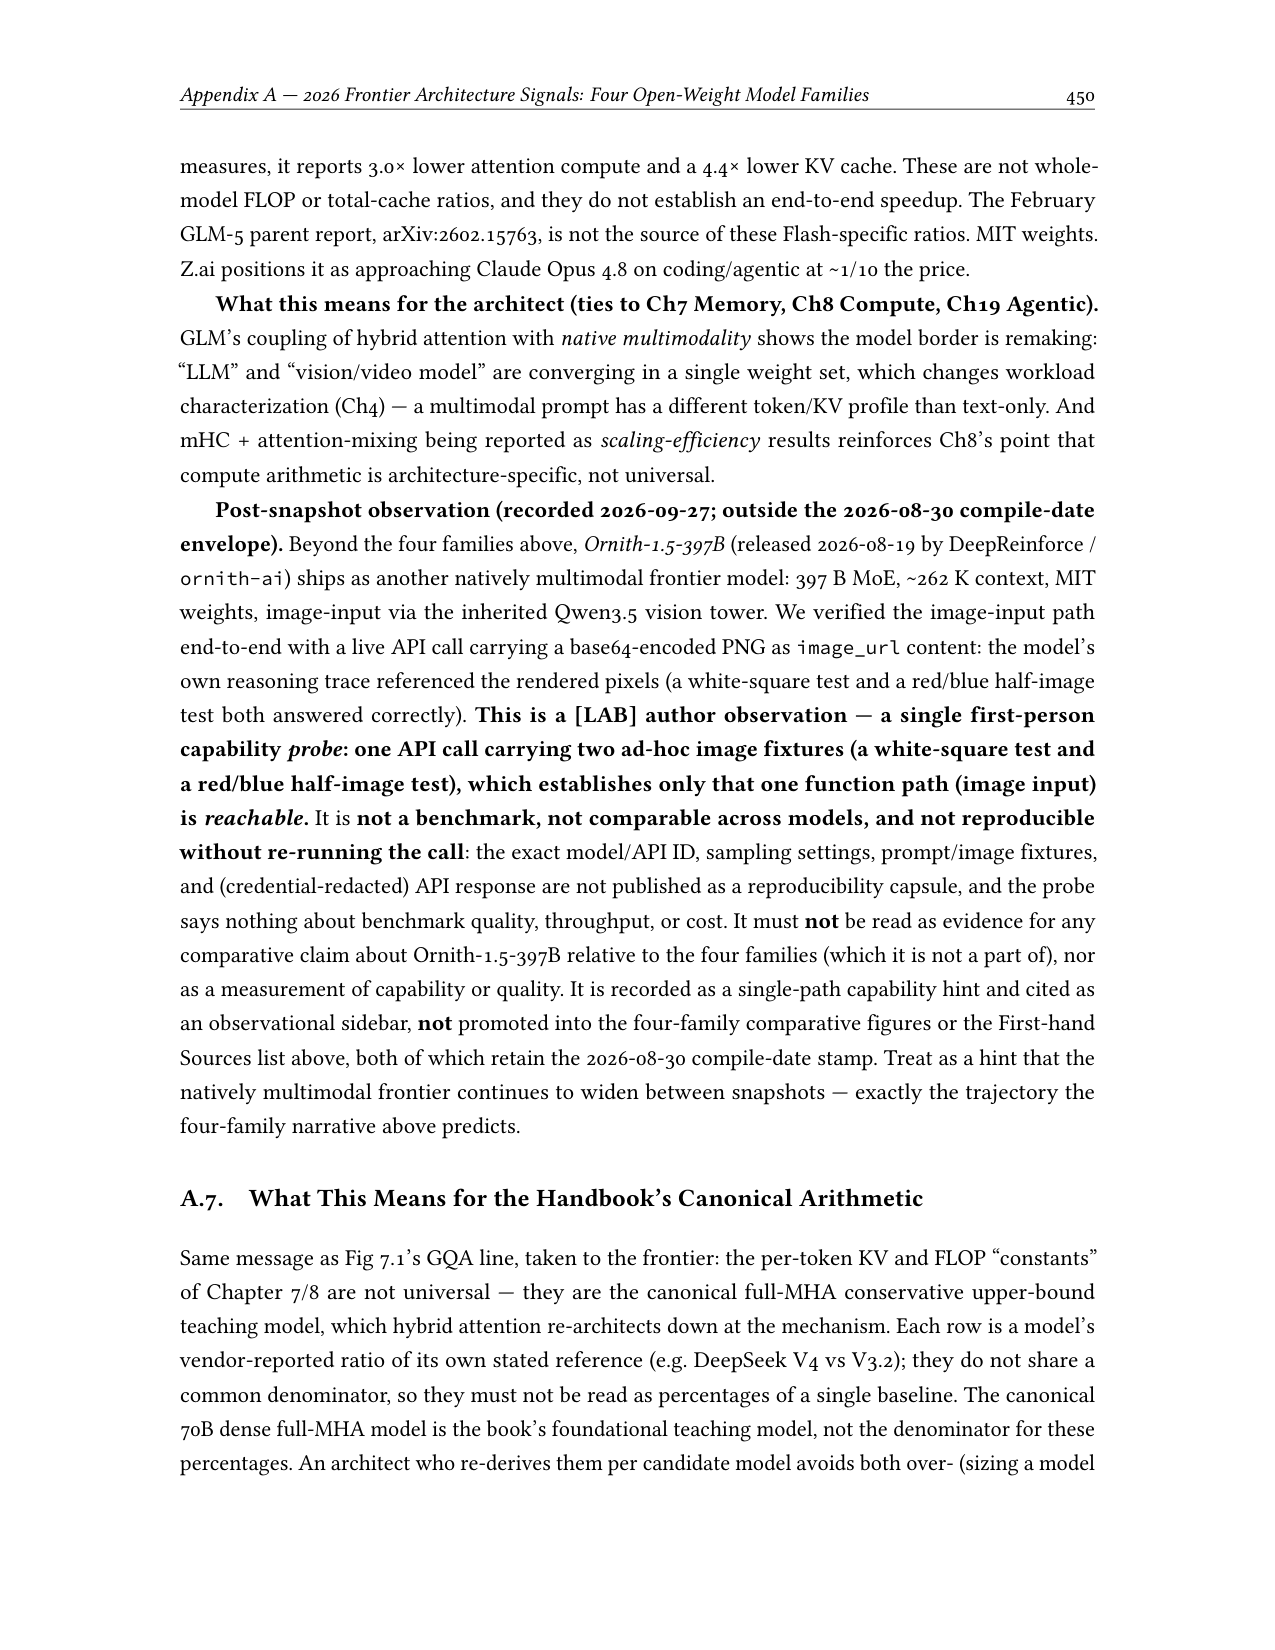 Appendix A — 2026 Frontier Architecture Signals: Four Open-Weight Model Families 450
measures, it reports 3.0× lower attention compute and a 4.4× lower KV cache. These are not whole-
model FLOP or total-cache ratios, and they do not establish an end-to-end speedup. The February
GLM-5 parent report, arXiv:2602.15763, is not the source of these Flash-specific ratios. MIT weights.
Z.ai positions it as approaching Claude Opus 4.8 on coding/agentic at ~1/10 the price.
What this means for the architect (ties to Ch7 Memory, Ch8 Compute, Ch19 Agentic).
GLM’s coupling of hybrid attention with native multimodality shows the model border is remaking:
“LLM” and “vision/video model” are converging in a single weight set, which changes workload
characterization (Ch4) — a multimodal prompt has a different token/KV profile than text-only. And
mHC + attention-mixing being reported as scaling-efficiency results reinforces Ch8’s point that
compute arithmetic is architecture-specific, not universal.
Post-snapshot observation (recorded 2026-09-27; outside the 2026-08-30 compile-date
envelope). Beyond the four families above, Ornith-1.5-397B (released 2026-08-19 by DeepReinforce /
ornith-ai) ships as another natively multimodal frontier model: 397 B MoE, ~262 K context, MIT
weights, image-input via the inherited Qwen3.5 vision tower. We verified the image-input path
end-to-end with a live API call carrying a base64-encoded PNG as image_url content: the model’s
own reasoning trace referenced the rendered pixels (a white-square test and a red/blue half-image
test both answered correctly). This is a [LAB] author observation — a single first-person
capability probe: one API call carrying two ad-hoc image fixtures (a white-square test and
a red/blue half-image test), which establishes only that one function path (image input)
is reachable. It is not a benchmark, not comparable across models, and not reproducible
without re-running the call: the exact model/API ID, sampling settings, prompt/image fixtures,
and (credential-redacted) API response are not published as a reproducibility capsule, and the probe
says nothing about benchmark quality, throughput, or cost. It must not be read as evidence for any
comparative claim about Ornith-1.5-397B relative to the four families (which it is not a part of), nor
as a measurement of capability or quality. It is recorded as a single-path capability hint and cited as
an observational sidebar, not promoted into the four-family comparative figures or the First-hand
Sources list above, both of which retain the 2026-08-30 compile-date stamp. Treat as a hint that the
natively multimodal frontier continues to widen between snapshots — exactly the trajectory the
four-family narrative above predicts.
A.7. What This Means for the Handbook’s Canonical Arithmetic
Same message as Fig 7.1’s GQA line, taken to the frontier: the per-token KV and FLOP “constants”
of Chapter 7/8 are not universal — they are the canonical full-MHA conservative upper-bound
teaching model, which hybrid attention re-architects down at the mechanism. Each row is a model’s
vendor-reported ratio of its own stated reference (e.g. DeepSeek V4 vs V3.2); they do not share a
common denominator, so they must not be read as percentages of a single baseline. The canonical
70B dense full-MHA model is the book’s foundational teaching model, not the denominator for these
percentages. An architect who re-derives them per candidate model avoids both over- (sizing a model